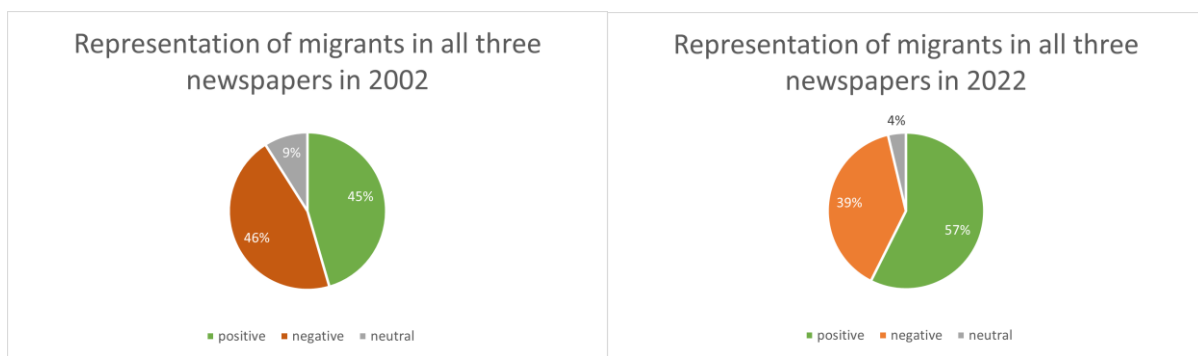 Representation of migrants in all three
newspapers in 2002
9%
45%
46%
positive negative neutral
Representation of migrants in all three
newspapers in 2022
4%
39%
57%
positive negative neutral